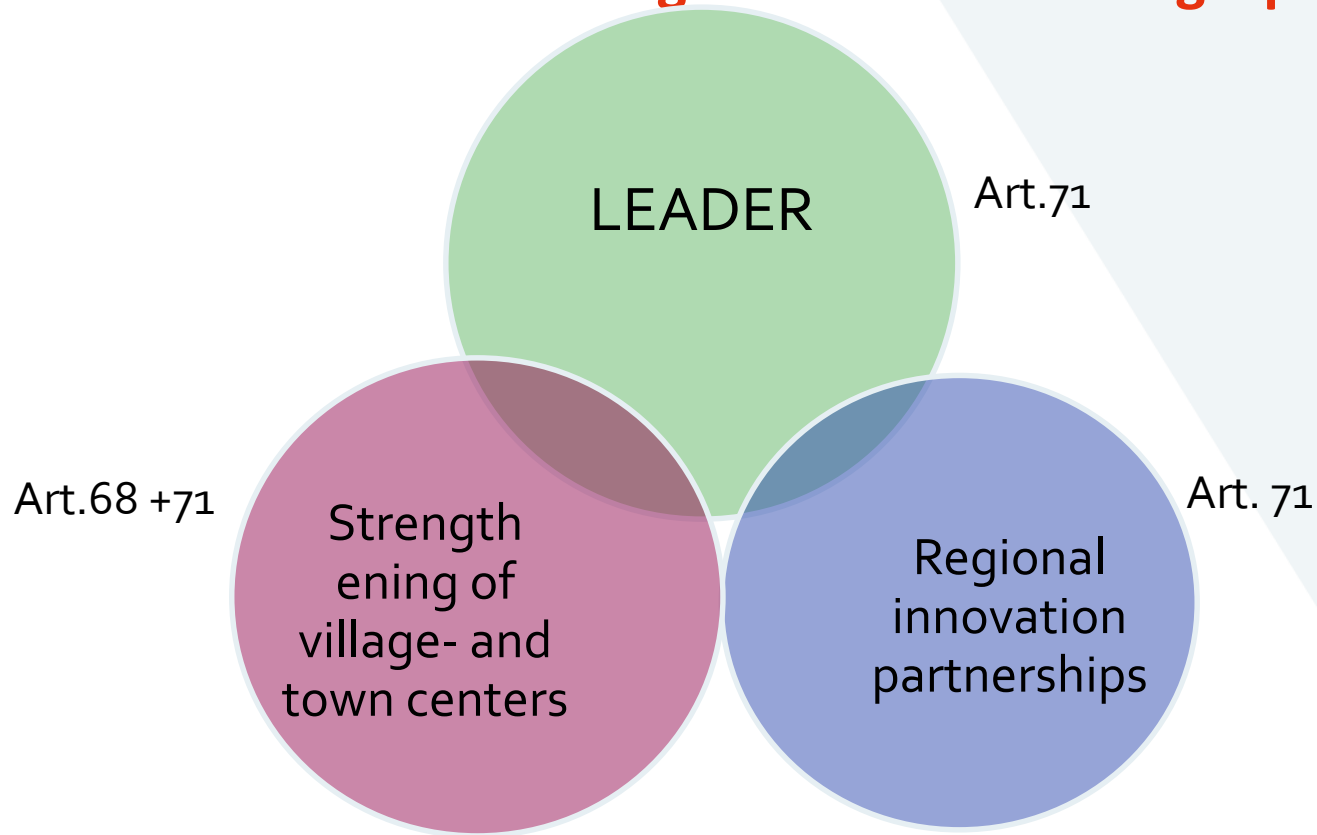 LEADER
Art.71
Art.68 +71
Strength
ening of
village- and
town centers
Art. 71
Regional
innovation
partnerships